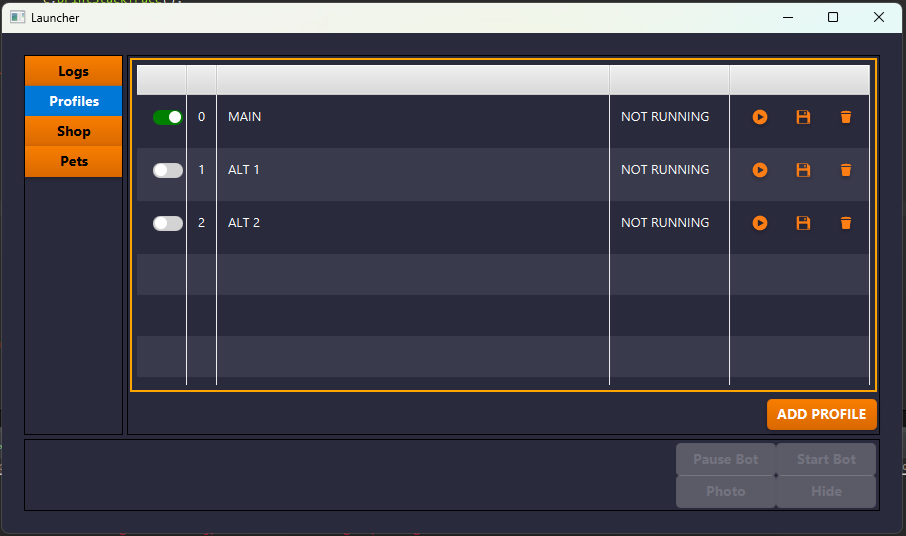 e.printStackTrace();
Launcher
Logs
Profiles
Shop
Pets
0 MAIN NOT RUNNING
1 ALT 1 NOT RUNNING
2 ALT 2 NOT RUNNING
ADD PROFILE
Pause Bot Start Bot
Photo Hide